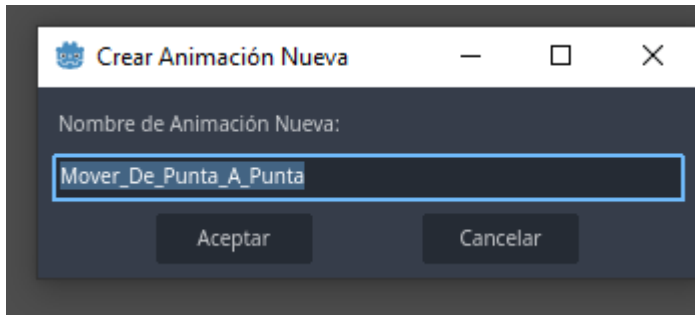 Crear Animación Nueva
Nombre de Animación Nueva:
Mover_De_Punta_A_Punta
Aceptar Cancelar